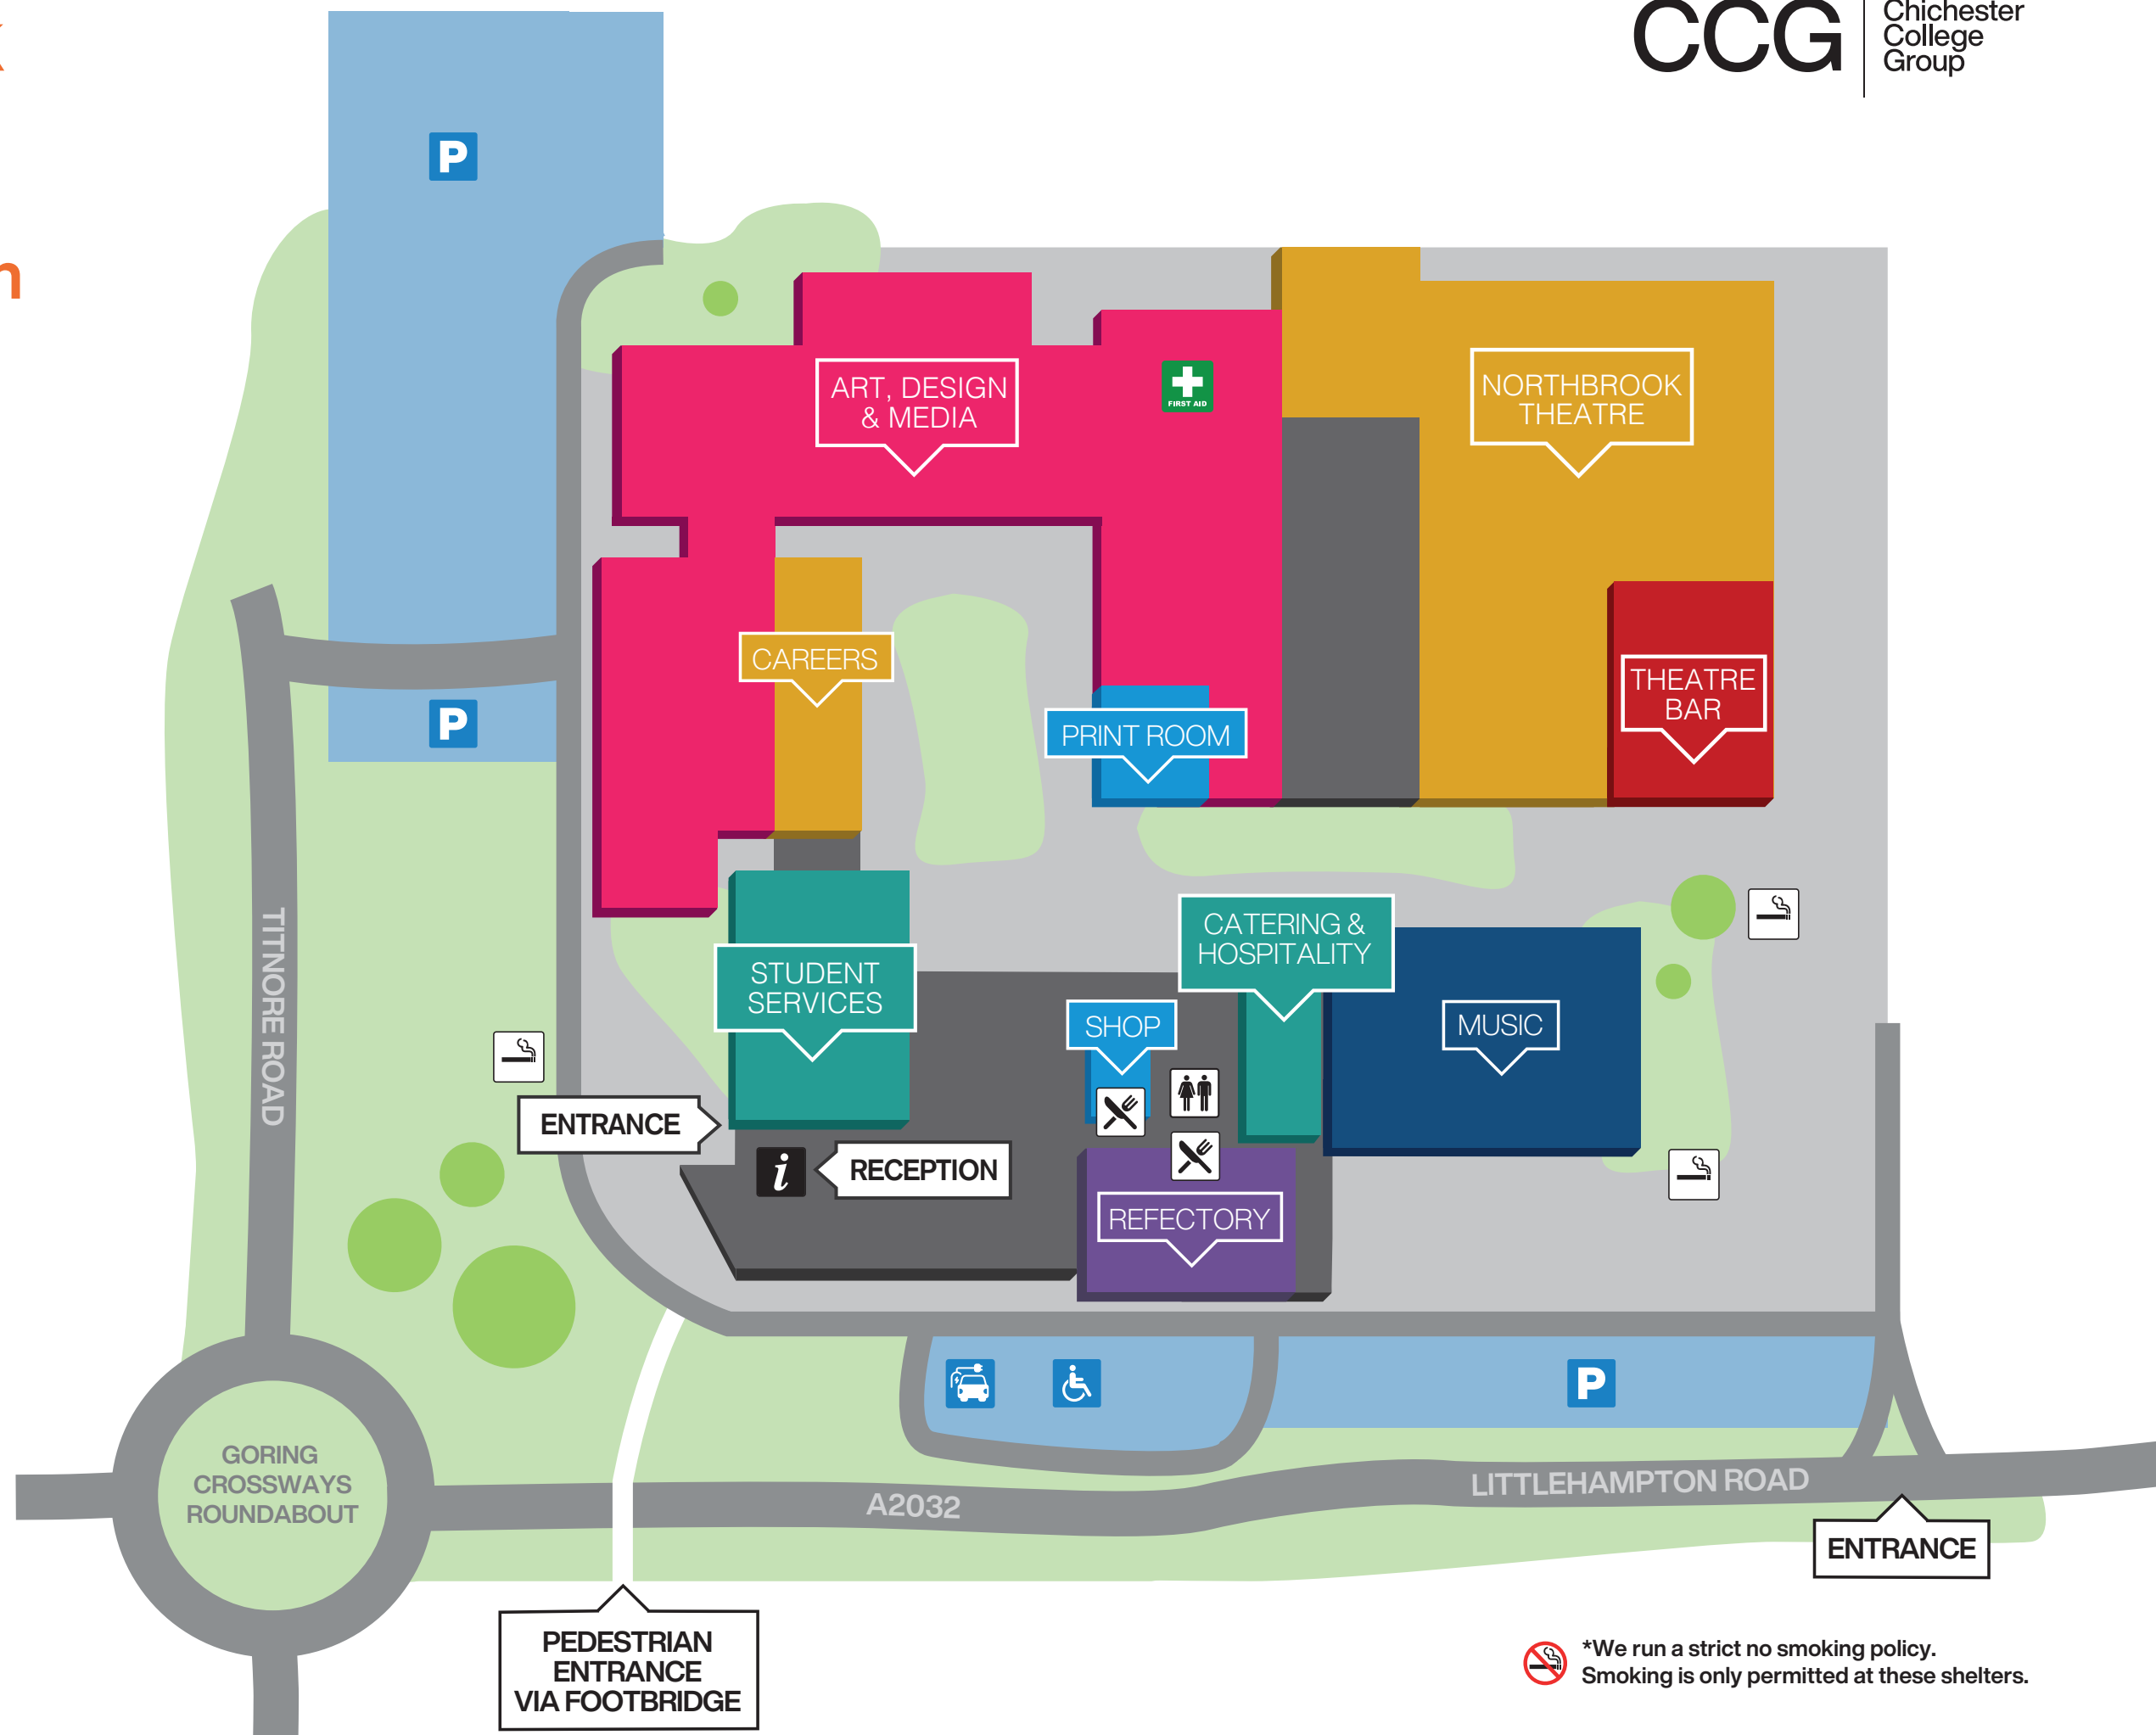 CCG
Chichester
College
Group
P
ART, DESIGN
& MEDIA
FIRST AID
NORTHBROOK
THEATRE
CAREERS
THEATRE
BAR
P
PRINT ROOM
TITNORE ROAD
STUDENT
SERVICES
CATERING &
HOSPITALITY
SHOP
MUSIC
ENTRANCE
i
RECEPTION
REFECTORY
P
GORING
CROSSWAYS
ROUNDABOUT
A2032
LITTLEHAMPTON ROAD
ENTRANCE
PEDESTRIAN
ENTRANCE
VIA FOOTBRIDGE
*We run a strict no smoking policy.
Smoking is only permitted at these shelters.